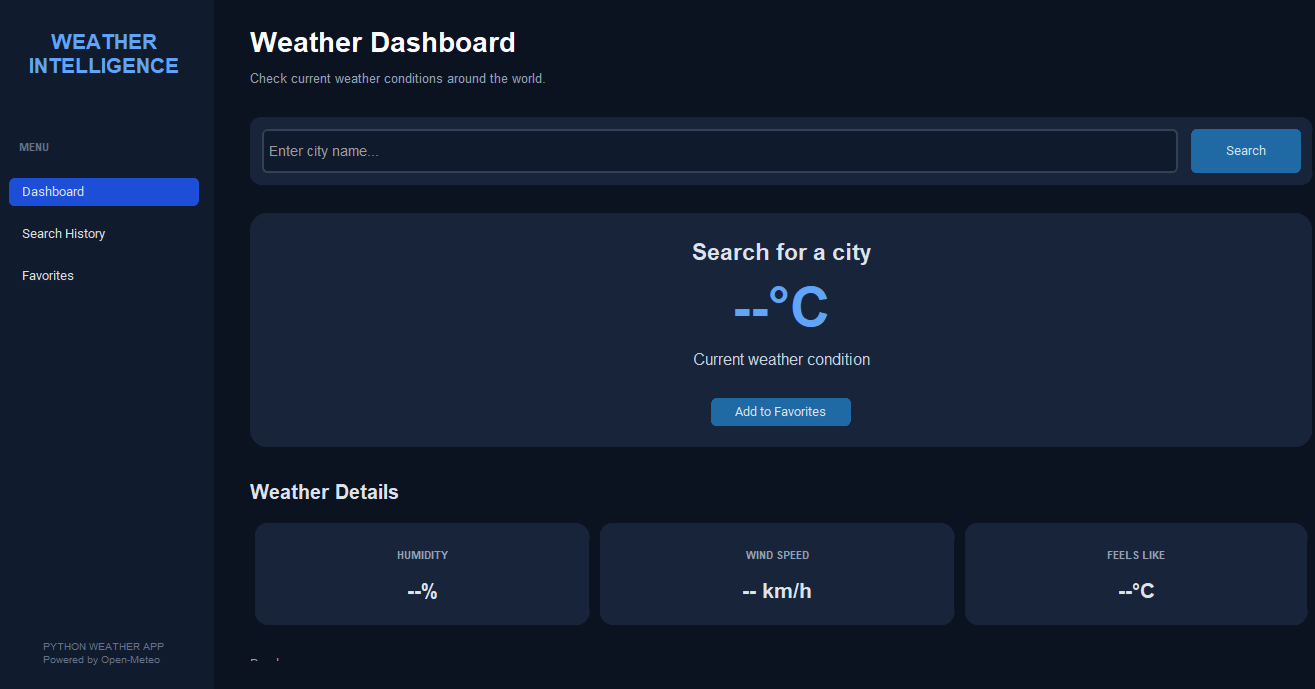 WEATHER
INTELLIGENCE
MENU
Dashboard
Search History
Favorites
PYTHON WEATHER APP
Powered by Open-Meteo
Weather Dashboard
Check current weather conditions around the world.
Enter city name...
Search
Search for a city
--°C
Current weather condition
Add to Favorites
Weather Details
HUMIDITY
--%
WIND SPEED
-- km/h
FEELS LIKE
--°C